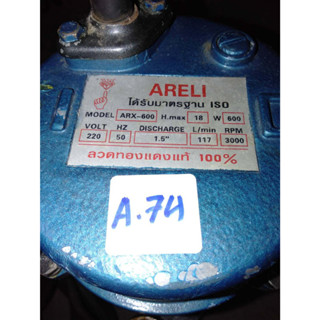 ARELI
ได้รับมาตรฐาน ISO
MODEL ARX-600 H.max 18 W 600
VOLT HZ DISCHARGE L/min RPM
220 50 1.5" 117 3000
ลวดทองแดงแท้ 100%
A.74